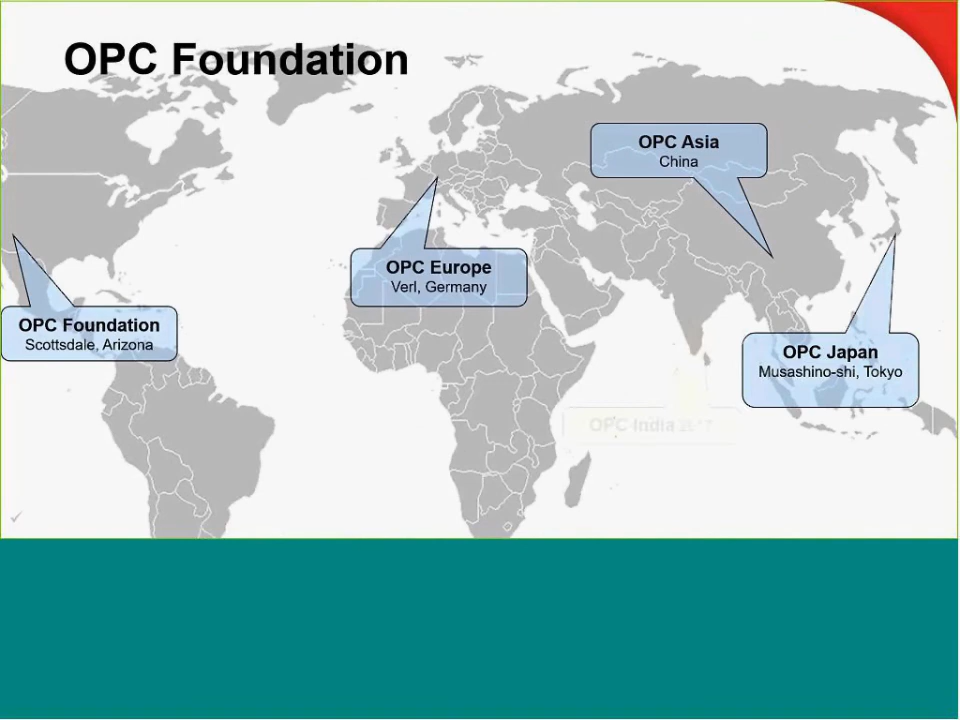 OPC Foundation
OPC Asia
China
OPC Europe
Verl, Germany
OPC Foundation
Scottsdale, Arizona
OPC Japan
Musashino-shi, Tokyo
OPC India